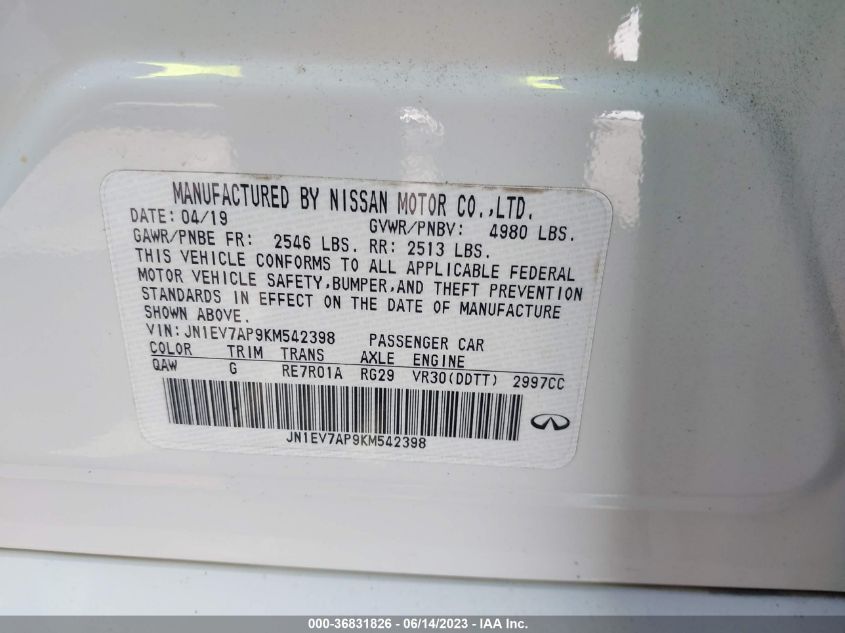 MANUFACTURED BY NISSAN MOTOR CO.,LTD.
DATE: 04/19 GVWR/PNBV: 4980 LBS.
GAWR/PNBE FR: 2546 LBS. RR: 2513 LBS.
THIS VEHICLE CONFORMS TO ALL APPLICABLE FEDERAL
MOTOR VEHICLE SAFETY,BUMPER,AND THEFT PREVENTION
STANDARDS IN EFFECT ON THE DATE OF MANUFACTURE
SHOWN ABOVE.
VIN:JN1EV7AP9KM542398 PASSENGER CAR
COLOR TRIM TRANS AXLE ENGINE
QAW G RE7R01A RG29 VR30(DDTT) 2997CC
JN1EV7AP9KM542398
000-36831826 - 06/14/2023 - IAA Inc.